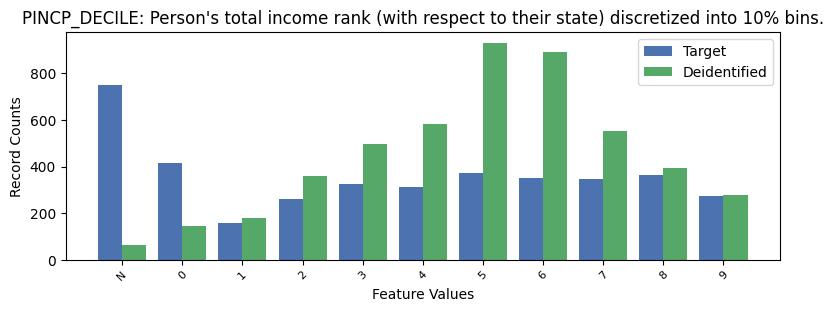 PINCP_DECILE: Person's total income rank (with respect to their state) discretized into 10% bins.
Target
Deidentified
Record Counts
800
600
400
200
0
N 0 1 2 3 4 5 6 7 8 9
Feature Values